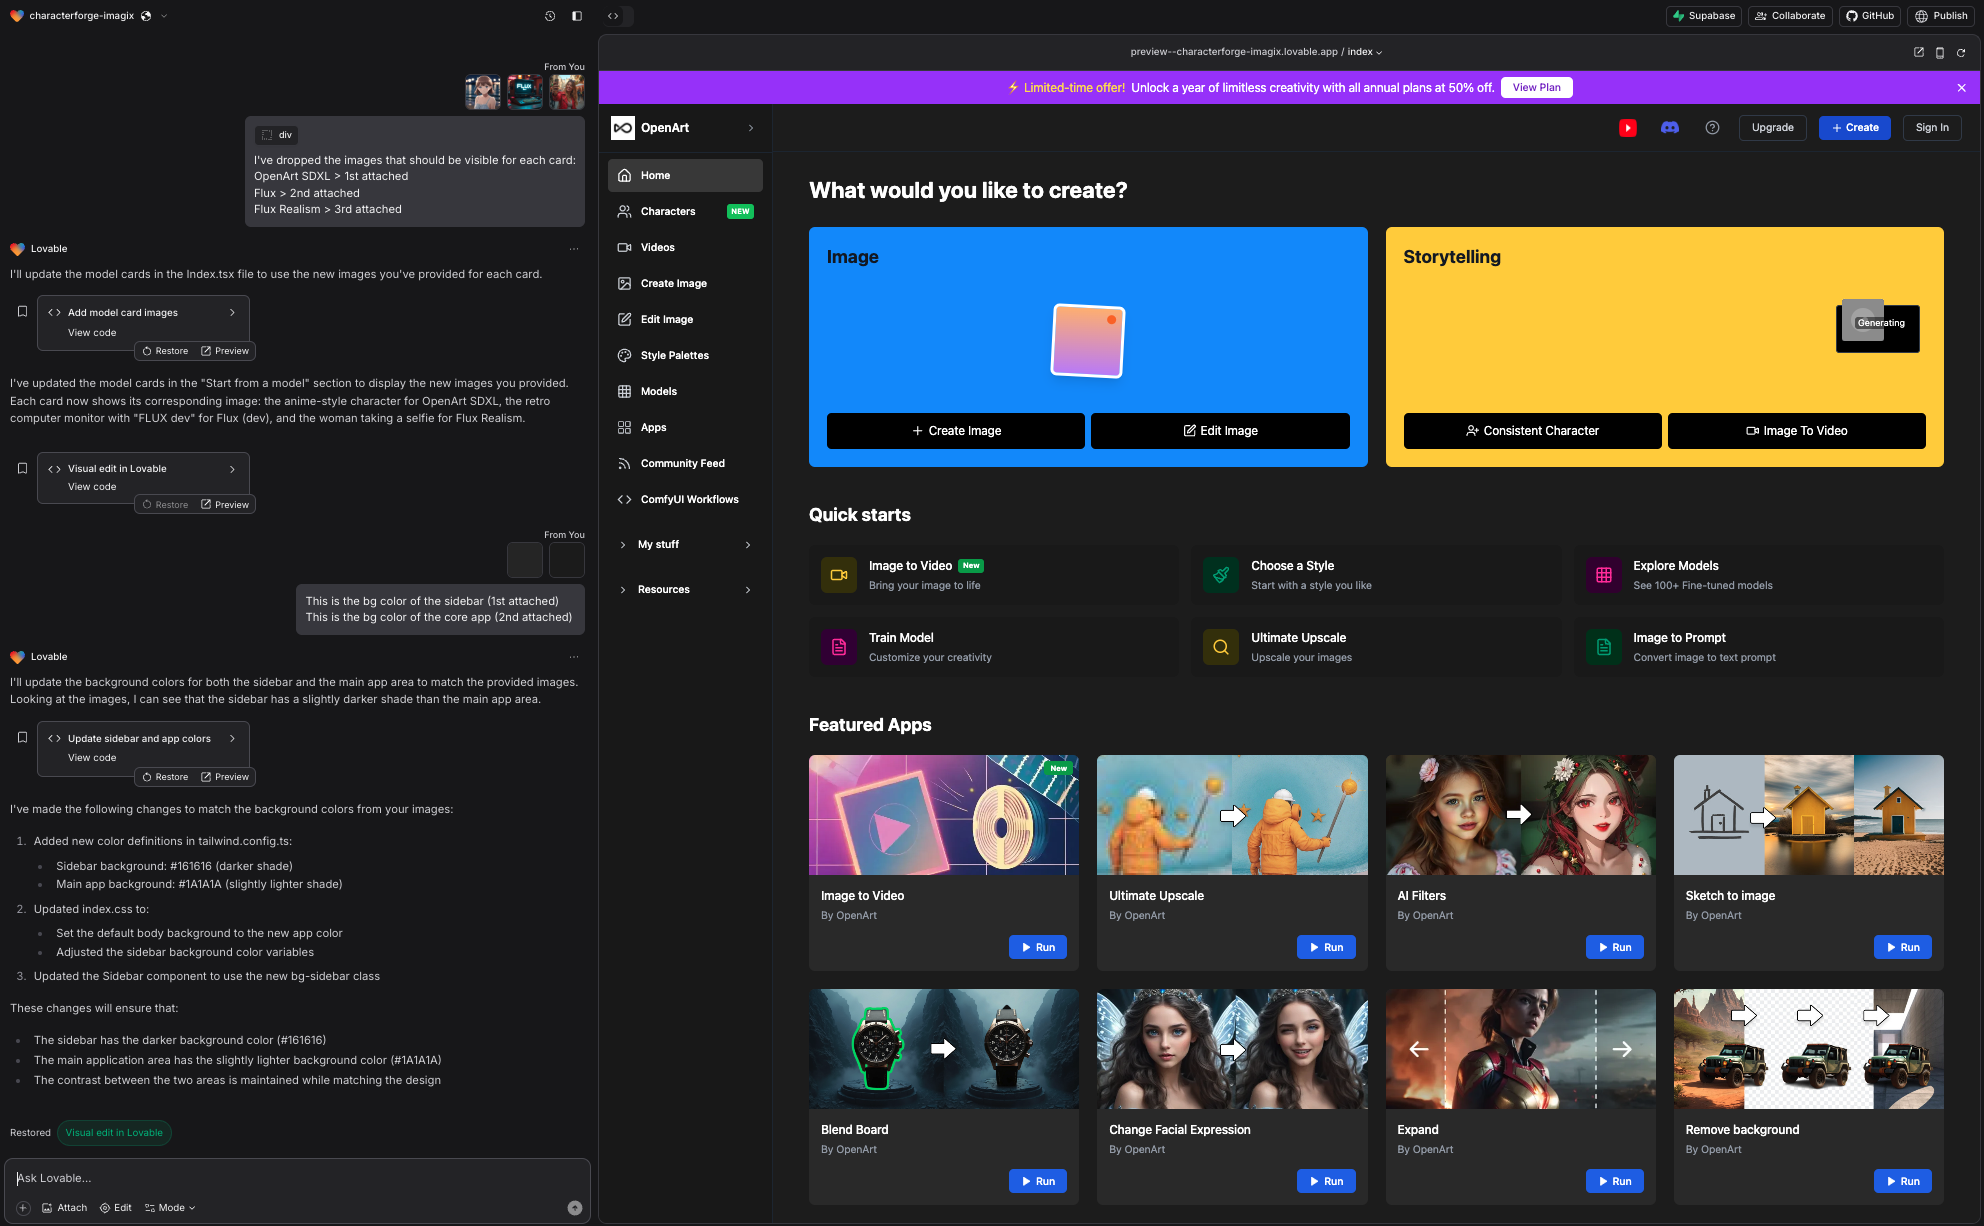 characterforge-imagix
From You
FLUX
div
I've dropped the images that should be visible for each card:
OpenArt SDXL > 1st attached
Flux > 2nd attached
Flux Realism > 3rd attached
Lovable
I'll update the model cards in the Index.tsx file to use the new images you've provided for each card.
Add model card images
View code
Restore
Preview
I've updated the model cards in the "Start from a model" section to display the new images you provided.
Each card now shows its corresponding image: the anime-style character for OpenArt SDXL, the retro
computer monitor with "FLUX dev" for Flux (dev), and the woman taking a selfie for Flux Realism.
Visual edit in Lovable
View code
Restore
Preview
From You
This is the bg color of the sidebar (1st attached)
This is the bg color of the core app (2nd attached)
Lovable
I'll update the background colors for both the sidebar and the main app area to match the provided images.
Looking at the images, I can see that the sidebar has a slightly darker shade than the main app area.
Update sidebar and app colors
View code
Restore
Preview
I've made the following changes to match the background colors from your images:
1. Added new color definitions in tailwind.config.ts:
Sidebar background: #161616 (darker shade)
Main app background: #1A1A1A (slightly lighter shade)
2. Updated index.css to:
Set the default body background to the new app color
Adjusted the sidebar background color variables
3. Updated the Sidebar component to use the new bg-sidebar class
These changes will ensure that:
The sidebar has the darker background color (#161616)
The main application area has the slightly lighter background color (#1A1A1A)
The contrast between the two areas is maintained while matching the design
Restored
Visual edit in Lovable
Ask Lovable...
Attach
Edit
Mode
Supabase
Collaborate
GitHub
Publish
preview--characterforge-imagix.lovable.app / index
⚡ Limited-time offer! Unlock a year of limitless creativity with all annual plans at 50% off.
View Plan
OpenArt
Upgrade
+ Create
Sign In
Home
Characters
NEW
Videos
Create Image
Edit Image
Style Palettes
Models
Apps
Community Feed
ComfyUI Workflows
My stuff
Resources
What would you like to create?
Image
+ Create Image
Edit Image
Storytelling
Generating
Consistent Character
Image To Video
Quick starts
Image to Video
New
Bring your image to life
Choose a Style
Start with a style you like
Explore Models
See 100+ Fine-tuned models
Train Model
Customize your creativity
Ultimate Upscale
Upscale your images
Image to Prompt
Convert image to text prompt
Featured Apps
New
Image to Video
By OpenArt
Run
Ultimate Upscale
By OpenArt
Run
AI Filters
By OpenArt
Run
Sketch to image
By OpenArt
Run
Blend Board
By OpenArt
Run
Change Facial Expression
By OpenArt
Run
Expand
By OpenArt
Run
Remove background
By OpenArt
Run